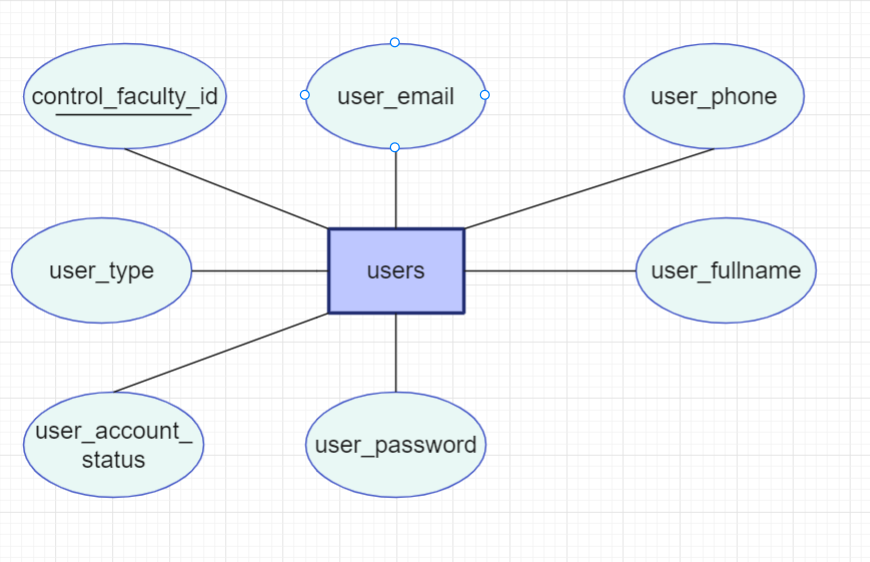 control_faculty_id
user_email
user_phone
user_type
users
user_fullname
user_account_
status
user_password